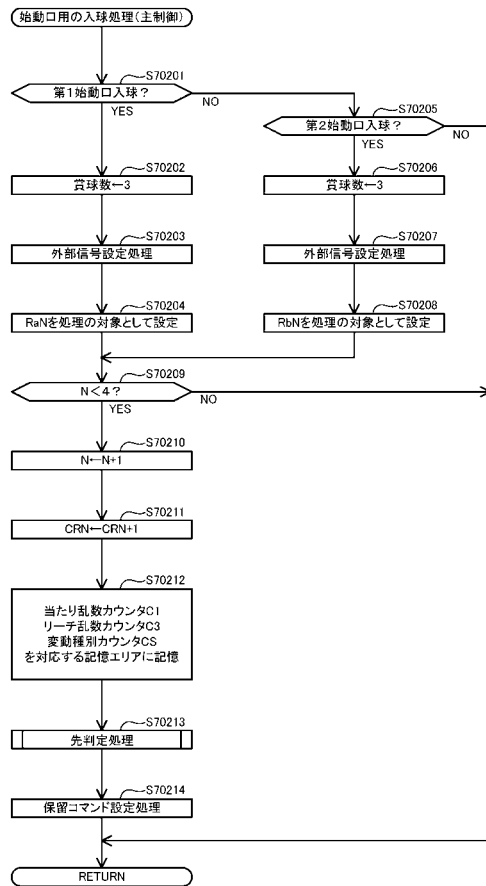 始動口用の入球処理(主制御)
S70201
第1始動口入球？
NO
YES
S70205
第2始動口入球？
NO
YES
S70202
賞球数←3
S70206
賞球数←3
S70203
外部信号設定処理
S70207
外部信号設定処理
S70204
RaNを処理の対象として設定
S70208
RbNを処理の対象として設定
S70209
N＜4？
NO
YES
S70210
N←N+1
S70211
CRN←CRN+1
S70212
当たり乱数カウンタC1
リーチ乱数カウンタC3
変動種別カウンタCS
を対応する記憶エリアに記憶
S70213
先判定処理
S70214
保留コマンド設定処理
RETURN